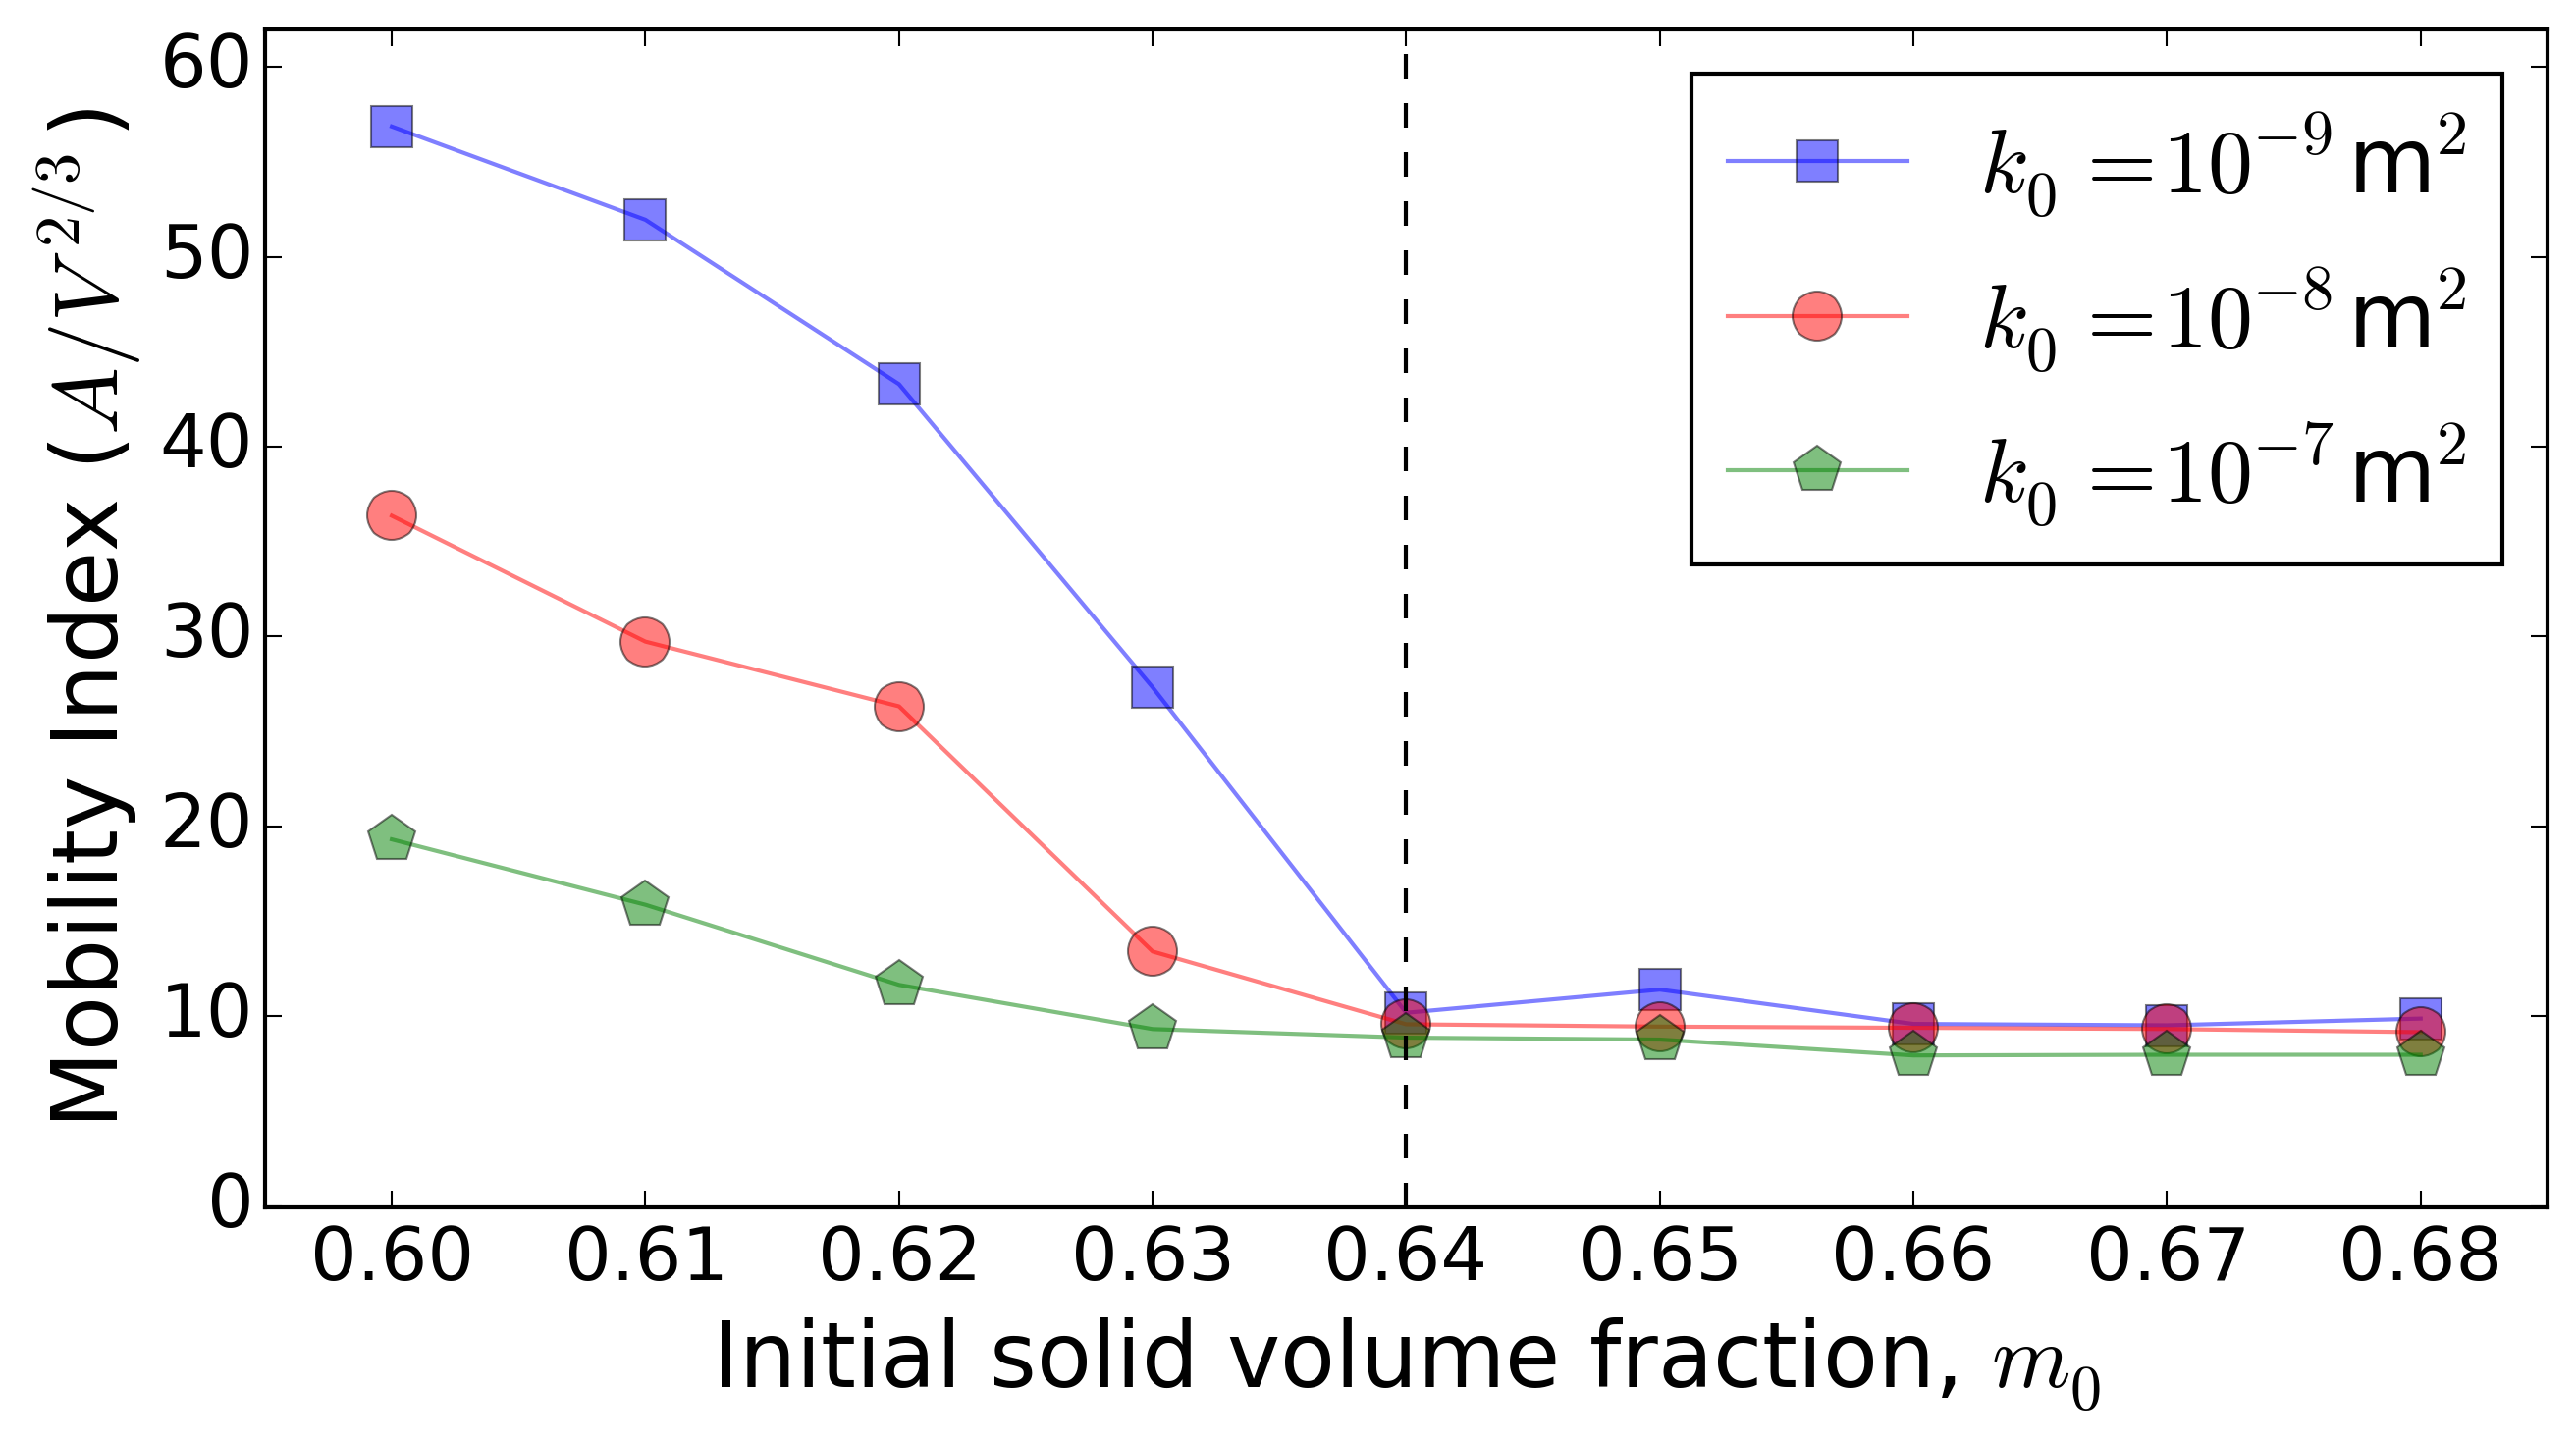 Mobility Index (A/V^{2/3})
60
50
40
30
20
10
0
k_0 = 10^{-9} m^2
k_0 = 10^{-8} m^2
k_0 = 10^{-7} m^2
0.60 0.61 0.62 0.63 0.64 0.65 0.66 0.67 0.68
Initial solid volume fraction, m_0